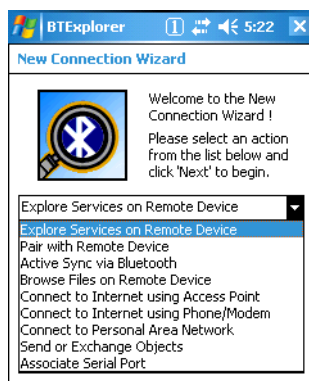 BTExplorer 1 5:22
New Connection Wizard
Welcome to the New
Connection Wizard !
Please select an action
from the list below and
click 'Next' to begin.
Explore Services on Remote Device
Explore Services on Remote Device
Pair with Remote Device
Active Sync via Bluetooth
Browse Files on Remote Device
Connect to Internet using Access Point
Connect to Internet using Phone/Modem
Connect to Personal Area Network
Send or Exchange Objects
Associate Serial Port